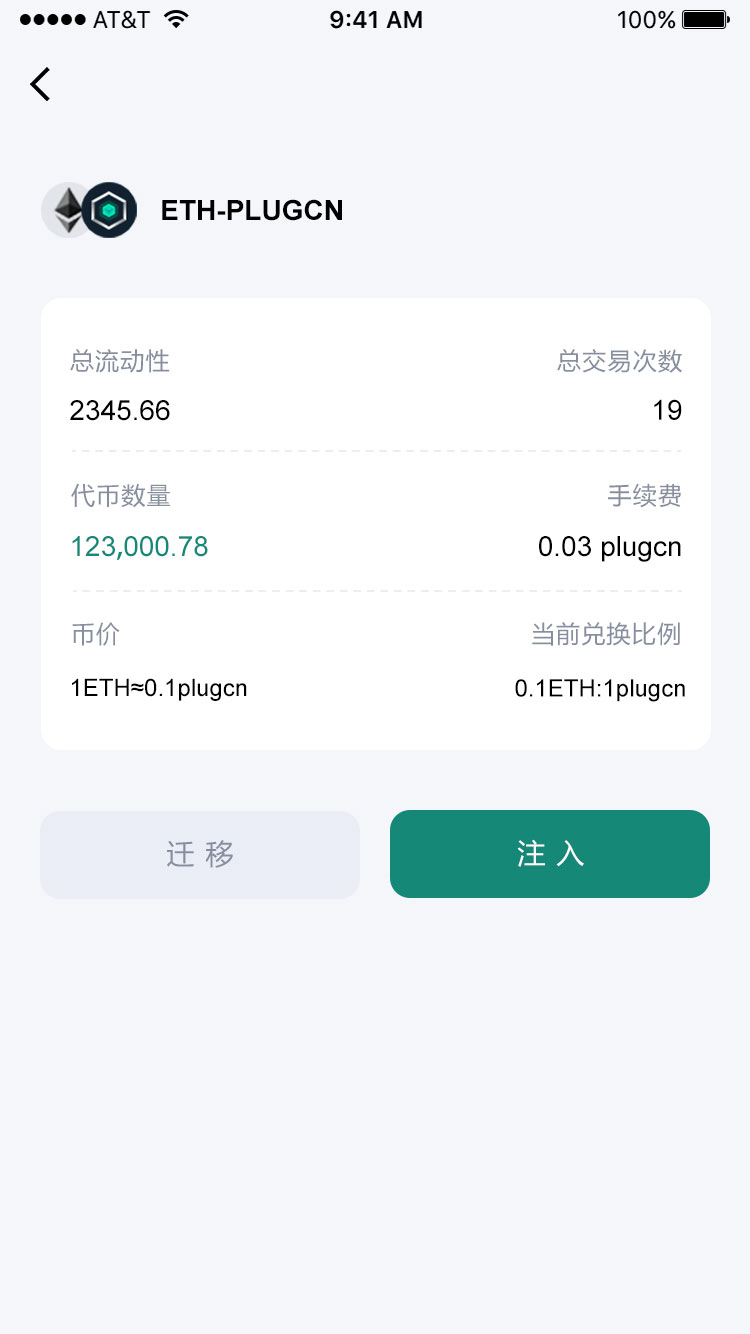 AT&T 9:41 AM 100%
ETH-PLUGCN
总流动性 总交易次数
2345.66 19
代币数量 手续费
123,000.78 0.03 plugcn
币价 当前兑换比例
1ETH≈0.1plugcn 0.1ETH:1plugcn
迁移 注入